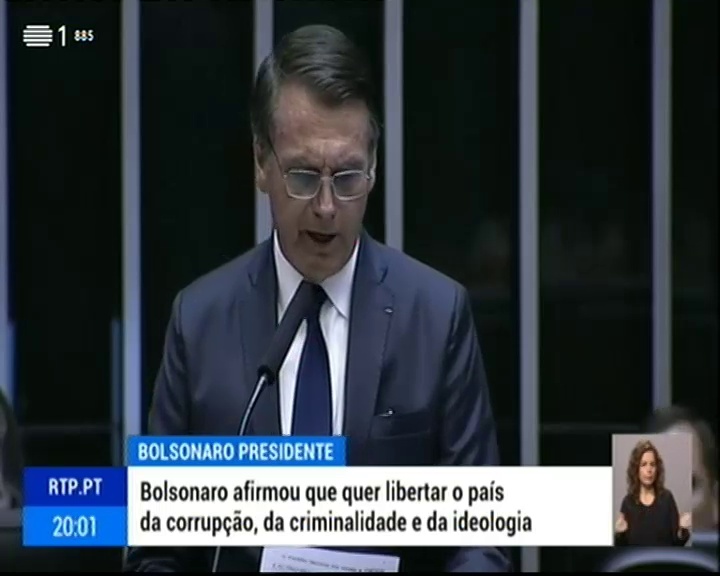 1 885
BOLSONARO PRESIDENTE
RTP.PT
Bolsonaro afirmou que quer libertar o país
20:01
da corrupção, da criminalidade e da ideologia